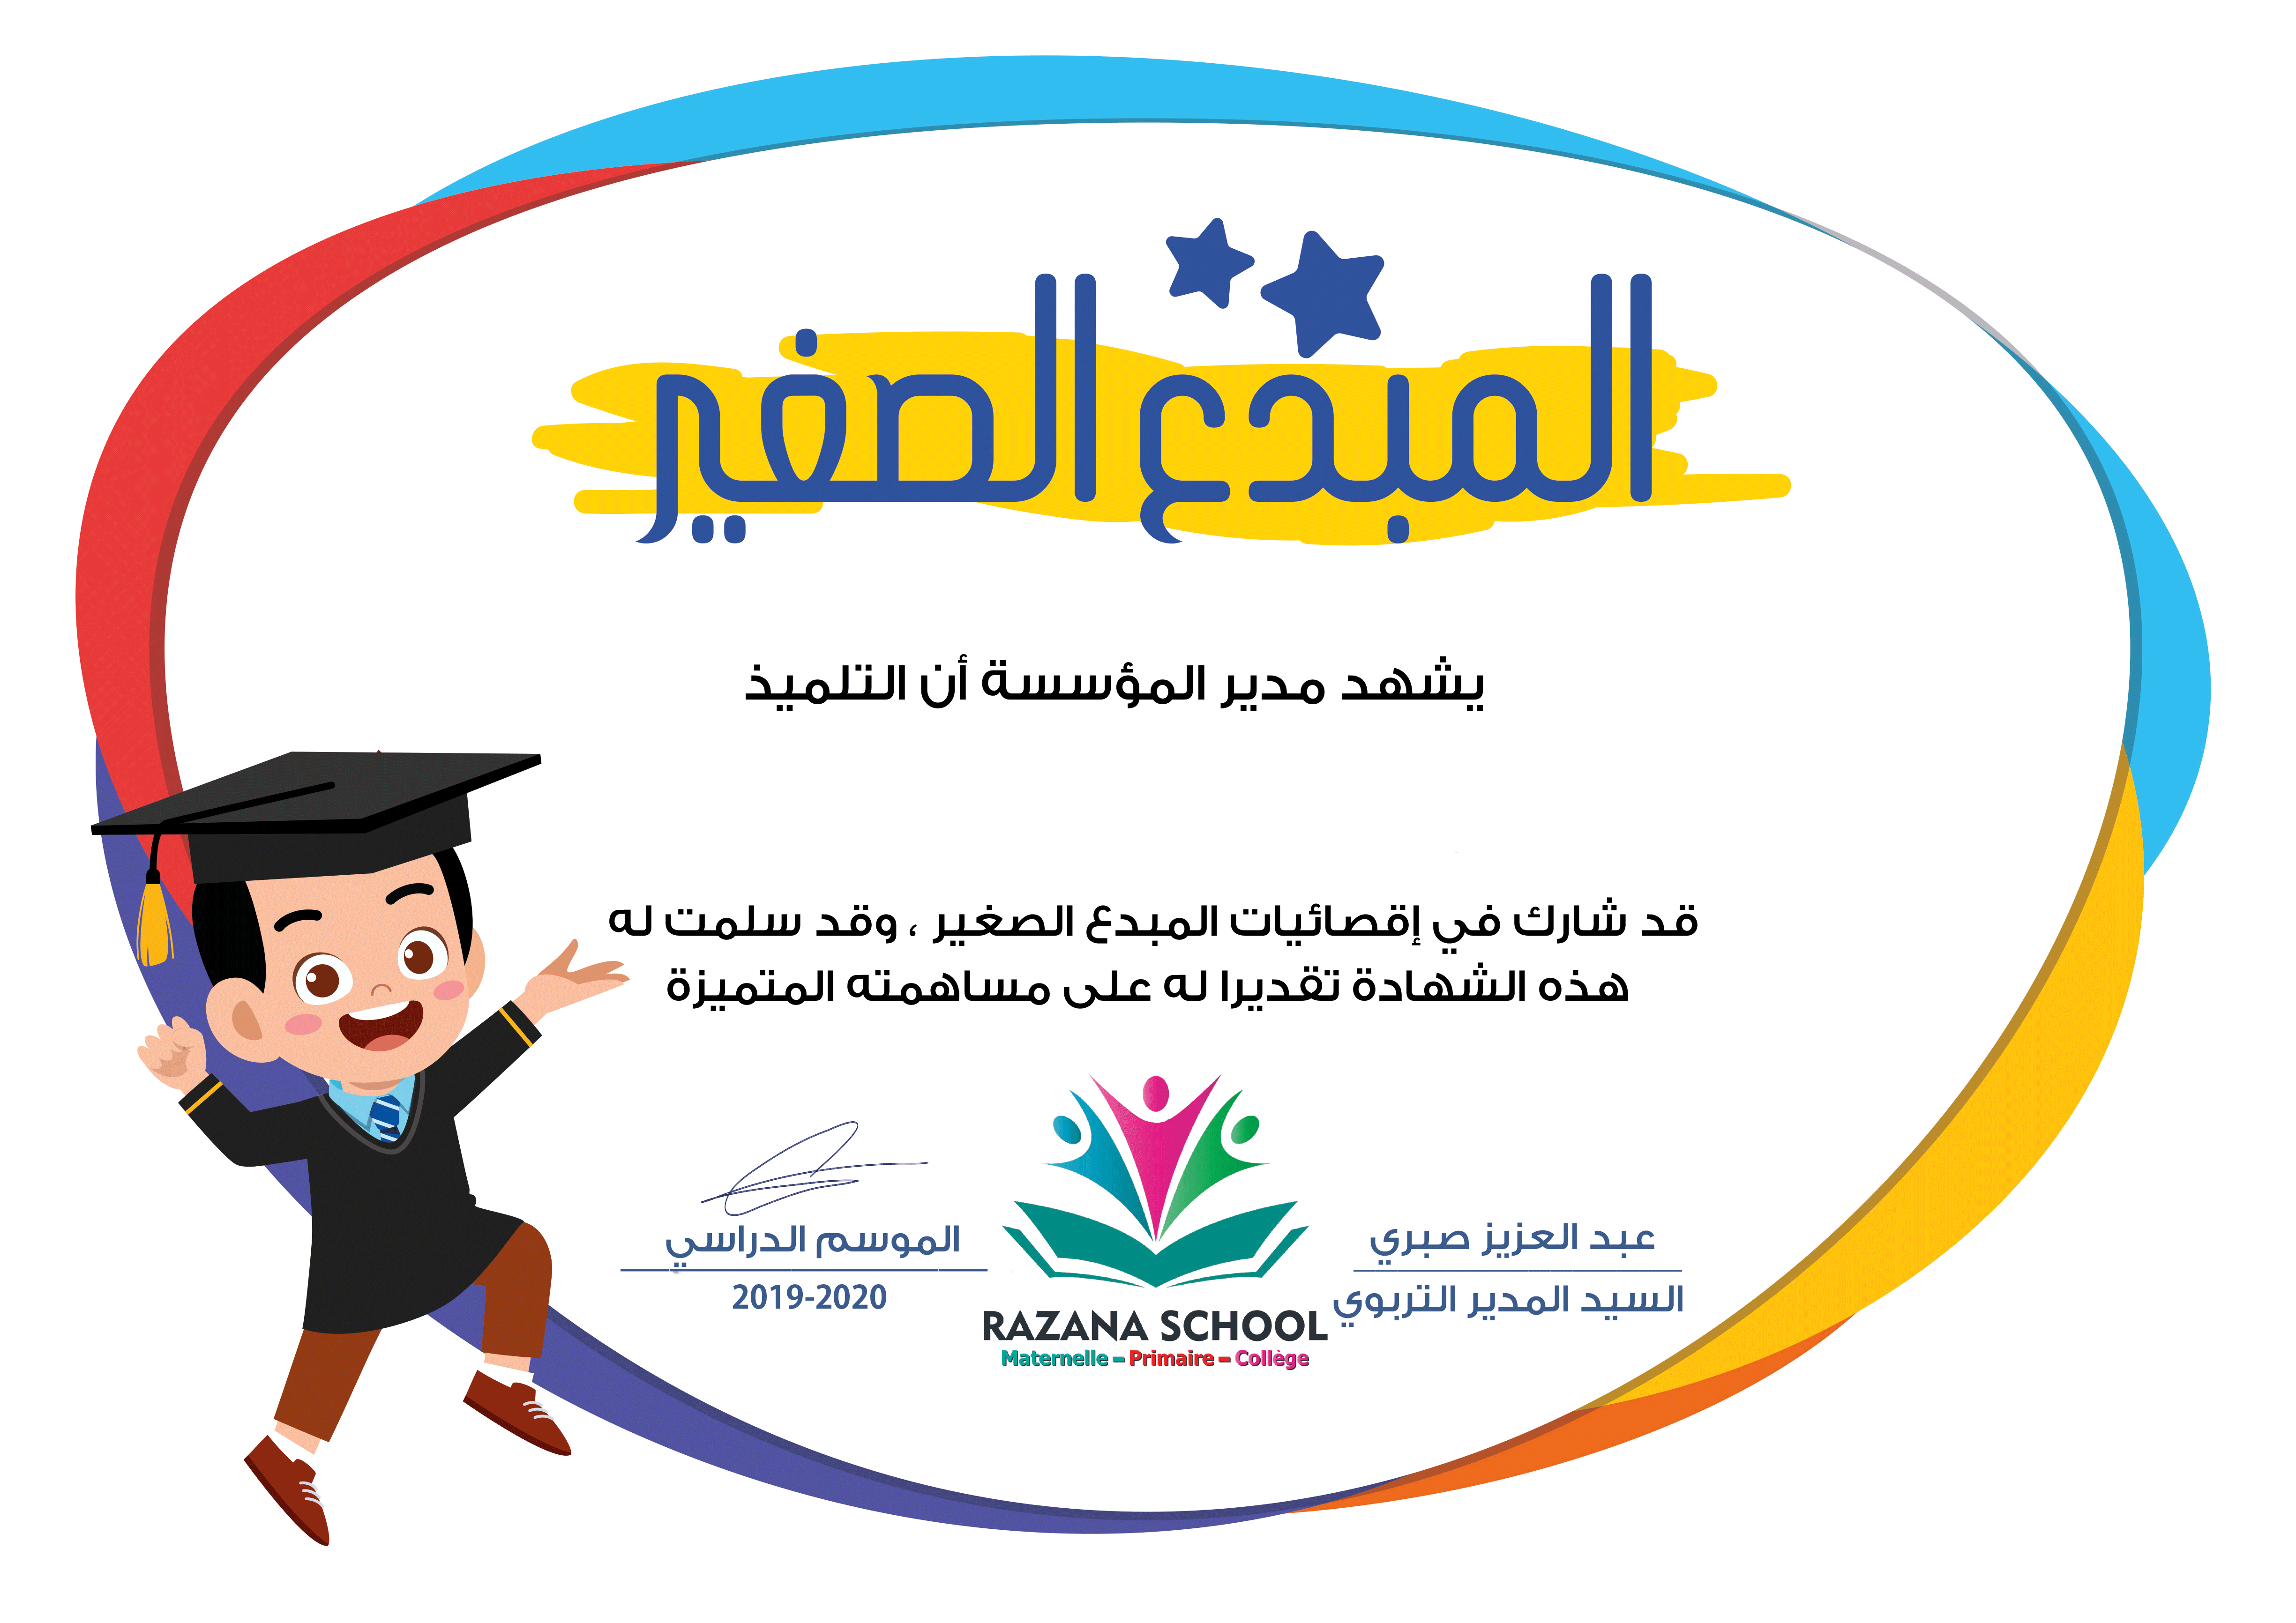 المبدع الصغير
يشهد مدير المؤسسة أن التلميذ
قد شارك في إقصائيات المبدع الصغير ، وقد سلمت له
هذه الشهادة تقديرا له على مساهمته المتميزة
عبد العزيز صبري
السيد المدير التربوي
الموسم الدراسي
2019-2020
RAZANA SCHOOL
Maternelle - Primaire - Collège